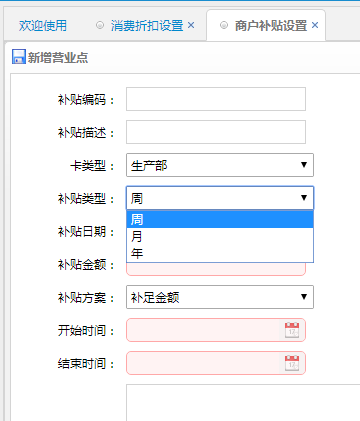 欢迎使用 消费折扣设置 × 商户补贴设置 ×
新增营业点
补贴编码：
补贴描述：
卡类型： 生产部
补贴类型： 周
周
补贴日期： 月
年
补贴金额：
补贴方案： 补足金额
开始时间：
结束时间：